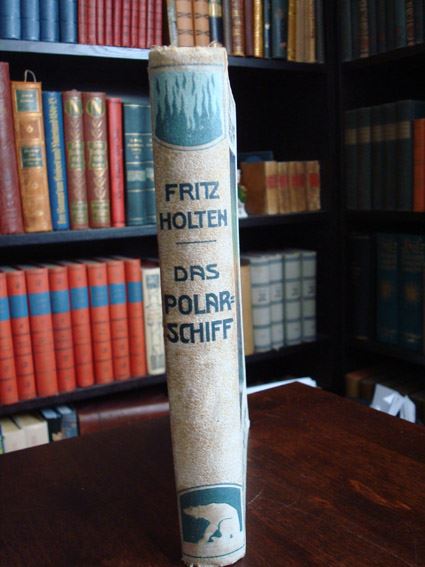 FRITZ
HOLTEN
DAS
POLAR=
SCHIFF